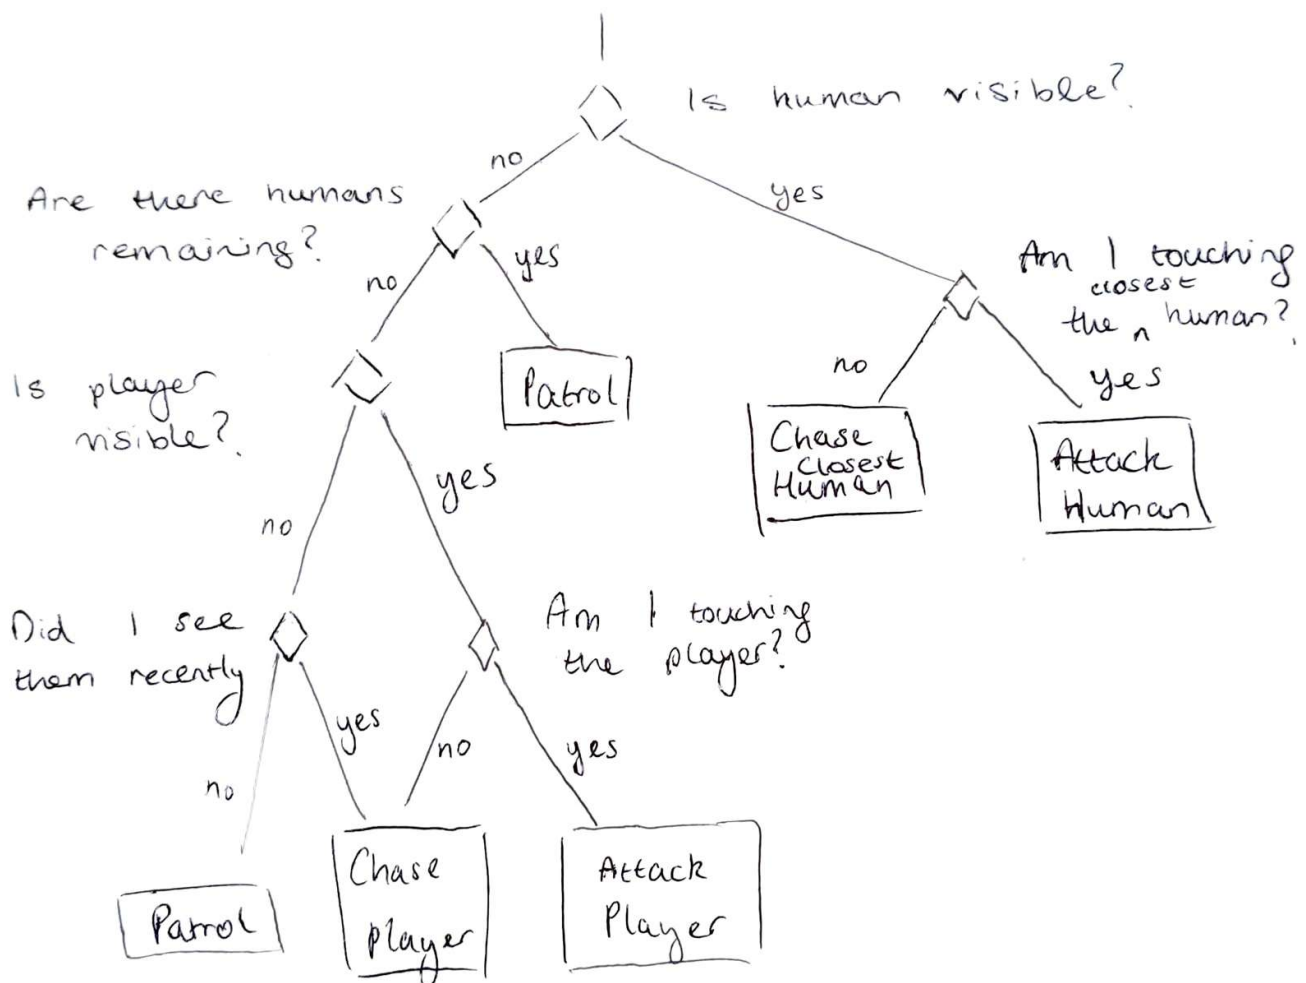 Is human visible?
no
yes
Are there humans
remaining?
no
yes
Am I touching
closest
the ^ human?
Is player
visible?
Patrol
no
yes
Chase
closest
Human
Attack
Human
no
yes
Did I see
them recently
Am I touching
the player?
no
yes
no
yes
Patrol
Chase
player
Attack
Player